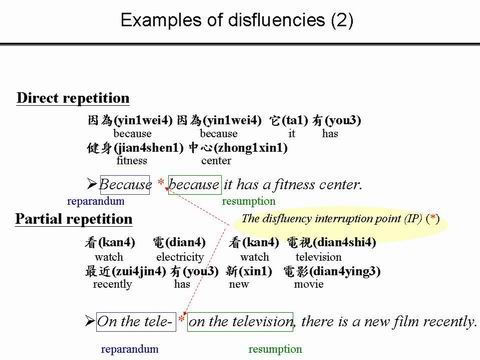 Examples of disfluencies (2)
Direct repetition
因為(yin1wei4) 因為(yin1wei4) 它(ta1) 有(you3)
because because it has
健身(jian4shen1) 中心(zhong1xin1)
fitness center
➢Because * because it has a fitness center.
reparandum resumption
Partial repetition
The disfluency interruption point (IP) (*)
看(kan4) 電(dian4) 看(kan4) 電視(dian4shi4)
watch electricity watch television
最近(zui4jin4) 有(you3) 新(xin1) 電影(dian4ying3)
recently has new movie
➢On the tele- * on the television, there is a new film recently.
reparandum resumption